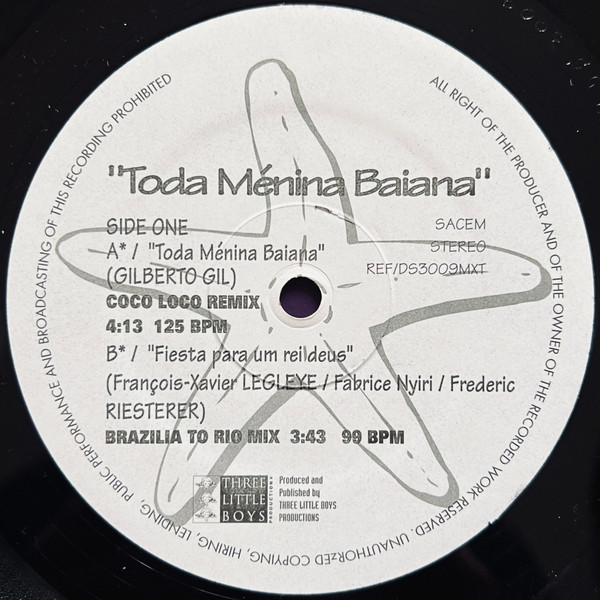 "Toda Ménina Baiana"
SIDE ONE
SACEM
A* / "Toda Ménina Baiana"
STEREO
(GILBERTO GIL)
REF/DS3009MXT
COCO LOCO REMIX
4:13 125 BPM
B* / "Fiesta para um rei deus"
(François-Xavier LEGLEYE / Fabrice Nyiri / Frederic
RIESTERER)
BRAZILIA TO RIO MIX 3:43 99 BPM
THREE
LITTLE
BOYS
PRODUCTIONS
Produced and
Published by
THREE LITTLE BOYS
PRODUCTIONS
ALL RIGHT OF THE PRODUCER AND OF THE OWNER OF THE RECORDED WORK RESERVED. UNAUTHORzED COPYING, HIRING, LENDING, PUBLIC PERFORMANCE AND BROADCASTING OF THIS RECORDING PROHIBITED